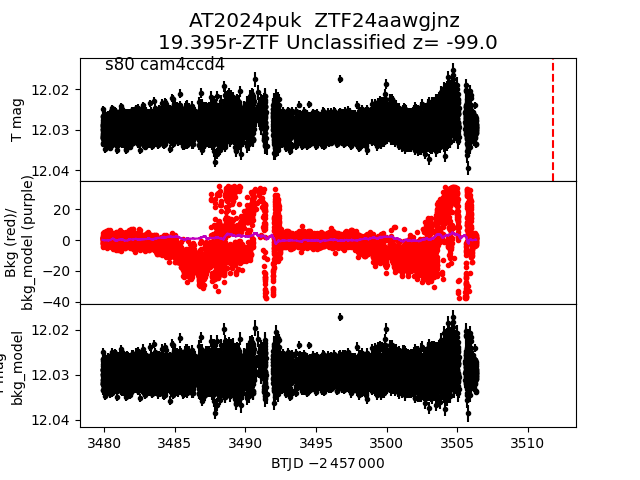 AT2024puk  ZTF24aawgjnz
19.395r-ZTF Unclassified z= -99.0
s80 cam4ccd4
T mag
12.02
12.03
12.04
Bkg (red)/
bkg_model (purple)
20
0
−20
−40
bkg_model
12.02
12.03
12.04
3480 3485 3490 3495 3500 3505 3510
BTJD −2 457 000